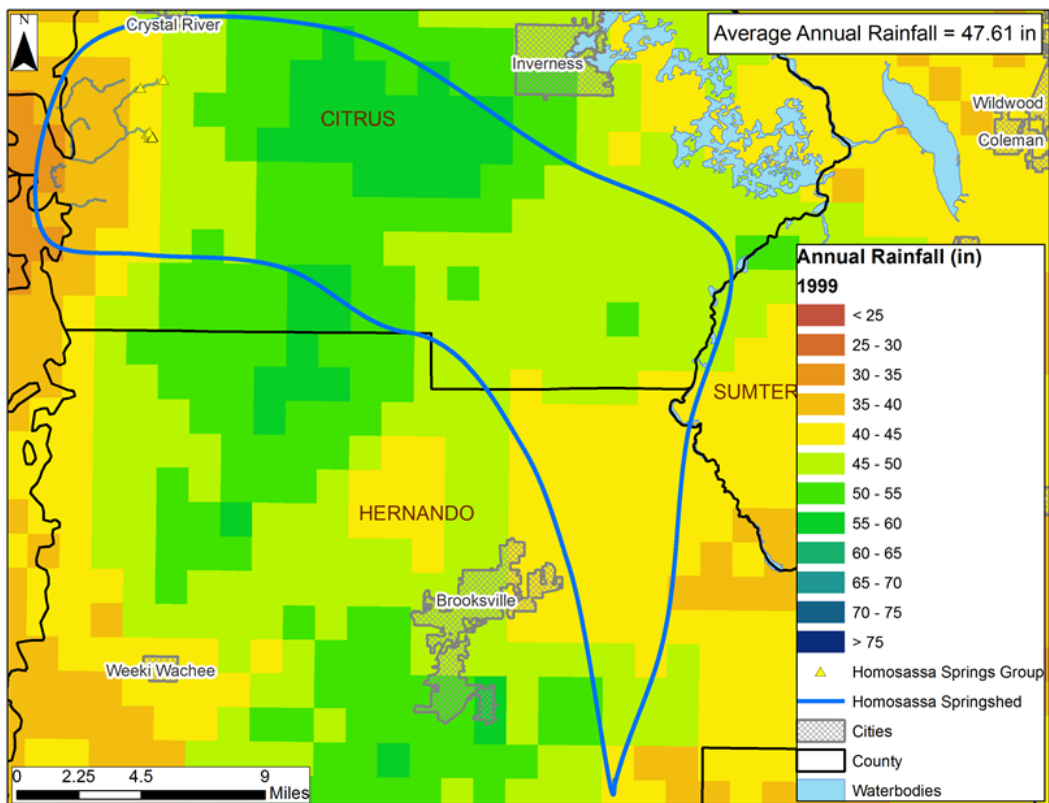 N
Crystal River
Average Annual Rainfall = 47.61 in
Inverness
Wildwood
Coleman
CITRUS
SUMTER
HERNANDO
Brooksville
Weeki Wachee
Annual Rainfall (in)
1999
< 25
25 - 30
30 - 35
35 - 40
40 - 45
45 - 50
50 - 55
55 - 60
60 - 65
65 - 70
70 - 75
> 75
Homosassa Springs Group
Homosassa Springshed
Cities
County
Waterbodies
0 2.25 4.5 9
Miles